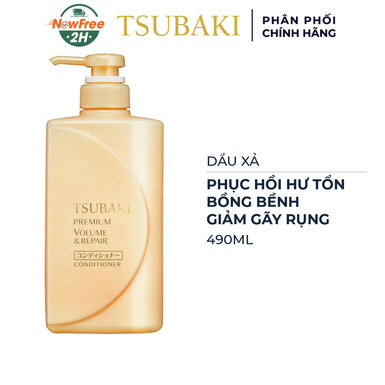 NowFree
2H
TSUBAKI
PHÂN PHỐI
CHÍNH HÃNG
TSUBAKI
PREMIUM
VOLUME
& REPAIR
コンディショナー
CONDITIONER
DẦU XẢ
PHỤC HỒI HƯ TỔN
BỒNG BỀNH
GIẢM GÃY RỤNG
490ML